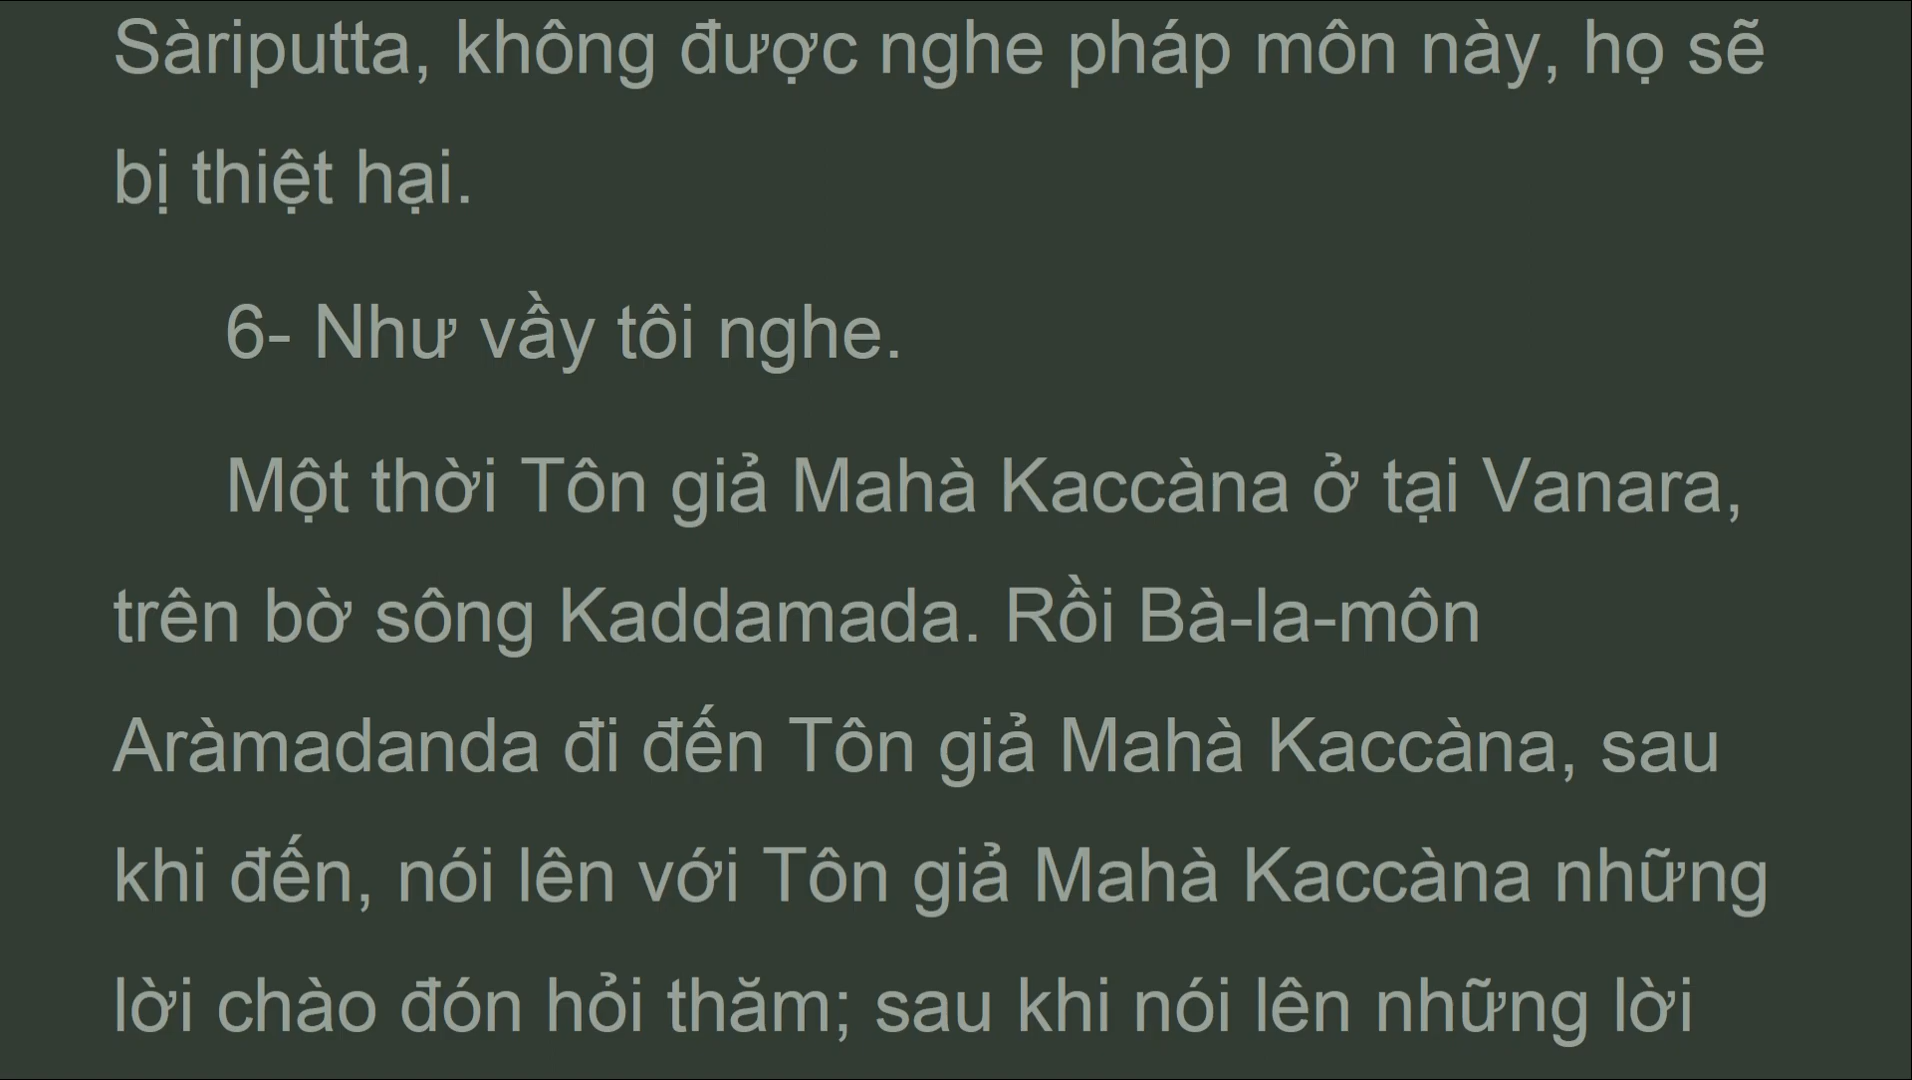 Sàriputta, không được nghe pháp môn này, họ sẽ
bị thiệt hại.
6- Như vầy tôi nghe.
Một thời Tôn giả Mahà Kaccàna ở tại Vanara,
trên bờ sông Kaddamada. Rồi Bà-la-môn
Aràmadanda đi đến Tôn giả Mahà Kaccàna, sau
khi đến, nói lên với Tôn giả Mahà Kaccàna những
lời chào đón hỏi thăm; sau khi nói lên những lời